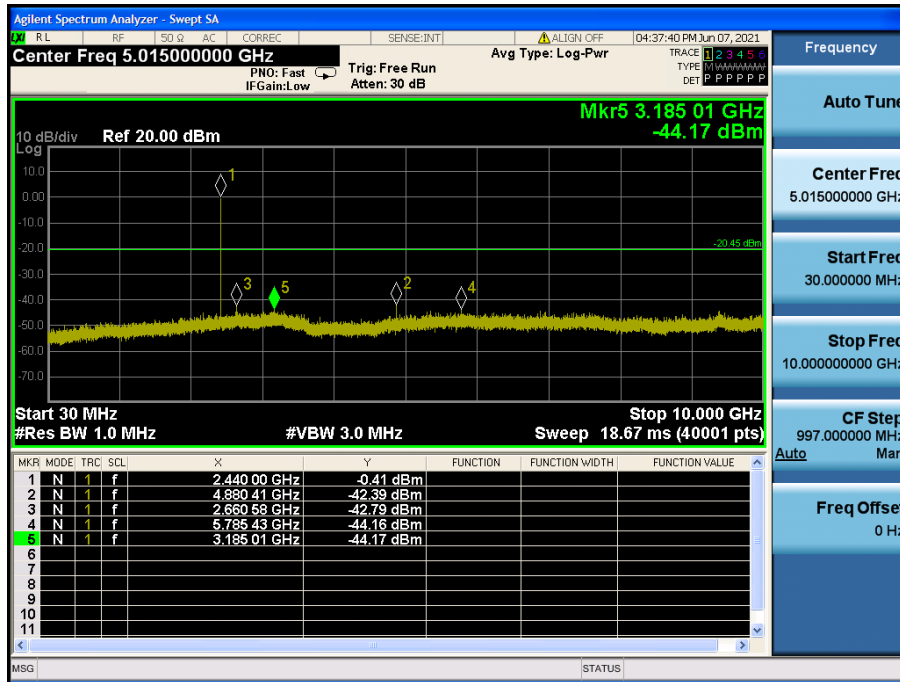 Agilent Spectrum Analyzer - Swept SA
LXI RL RF 50 Ω AC CORREC SENSE:INT ALIGN OFF 04:37:40 PM Jun 07, 2021
Center Freq 5.015000000 GHz
PNO: Fast
IFGain:Low
Trig: Free Run
Atten: 30 dB
Avg Type: Log-Pwr
TRACE 1 2 3 4 5 6
TYPE MWWWWW
DET P P P P P P
Mkr5 3.185 01 GHz
-44.17 dBm
10 dB/div Ref 20.00 dBm
Log
10.0
0.00
-10.0
-20.0
-30.0
-40.0
-50.0
-60.0
-70.0
1
3
5
2
4
-20.45 dBm
Start 30 MHz Stop 10.000 GHz
#Res BW 1.0 MHz #VBW 3.0 MHz Sweep 18.67 ms (40001 pts)
MKR MODE TRC SCL X Y FUNCTION FUNCTION WIDTH FUNCTION VALUE
1 N 1 f 2.440 00 GHz -0.41 dBm
2 N 1 f 4.880 41 GHz -42.39 dBm
3 N 1 f 2.660 58 GHz -42.79 dBm
4 N 1 f 5.785 43 GHz -44.16 dBm
5 N 1 f 3.185 01 GHz -44.17 dBm
6
7
8
9
10
11
MSG STATUS
Frequency
Auto Tune
Center Freq
5.015000000 GHz
Start Freq
30.000000 MHz
Stop Freq
10.000000000 GHz
CF Step
997.000000 MHz
Auto Man
Freq Offset
0 Hz